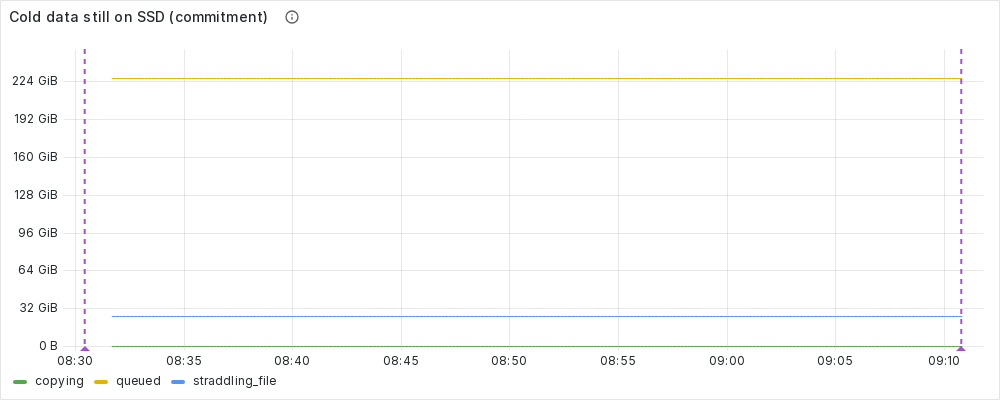 Cold data still on SSD (commitment)
224 GiB
192 GiB
160 GiB
128 GiB
96 GiB
64 GiB
32 GiB
0 B
08:30 08:35 08:40 08:45 08:50 08:55 09:00 09:05 09:10
copying queued straddling_file